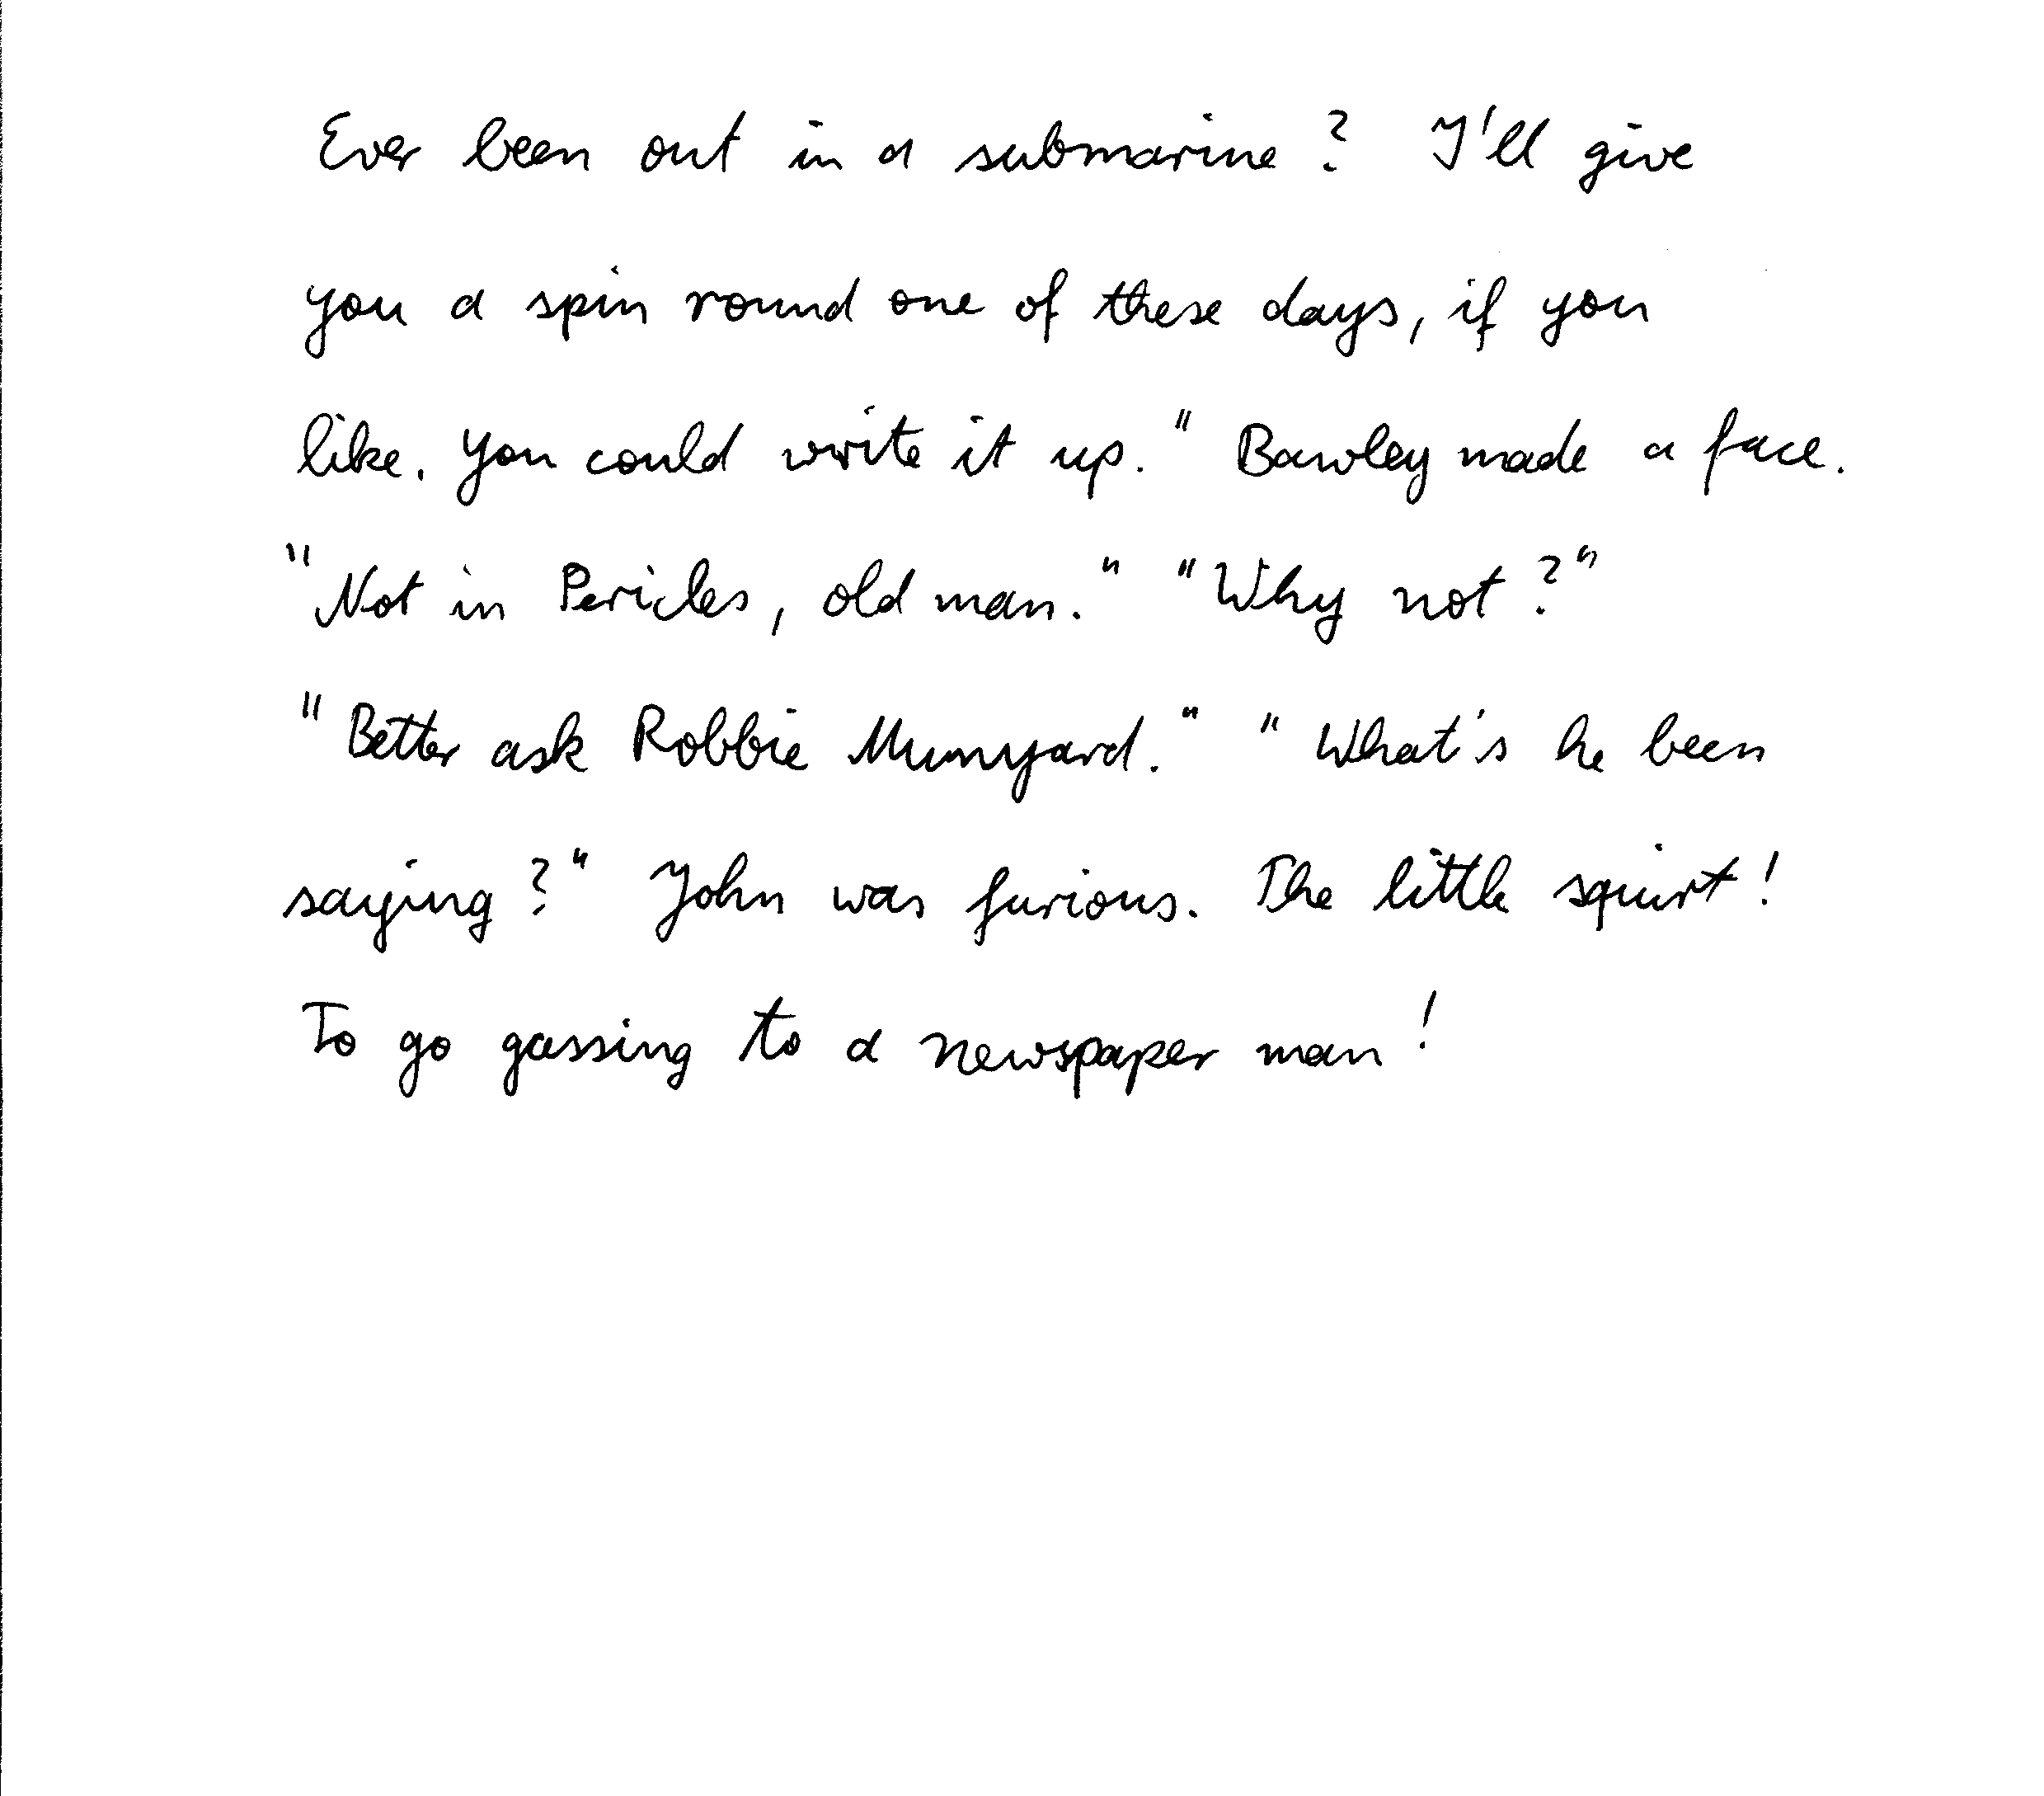 Ever been out in a submarine? I'll give
you a spin round one of these days, if you
like. You could write it up." Bawley made a face.
"Not in Pericles, old man." "Why not?"
"Better ask Robbie Munyard." "What's he been
saying?" John was furious. The little squirt!
To go gassing to a newspaper man!